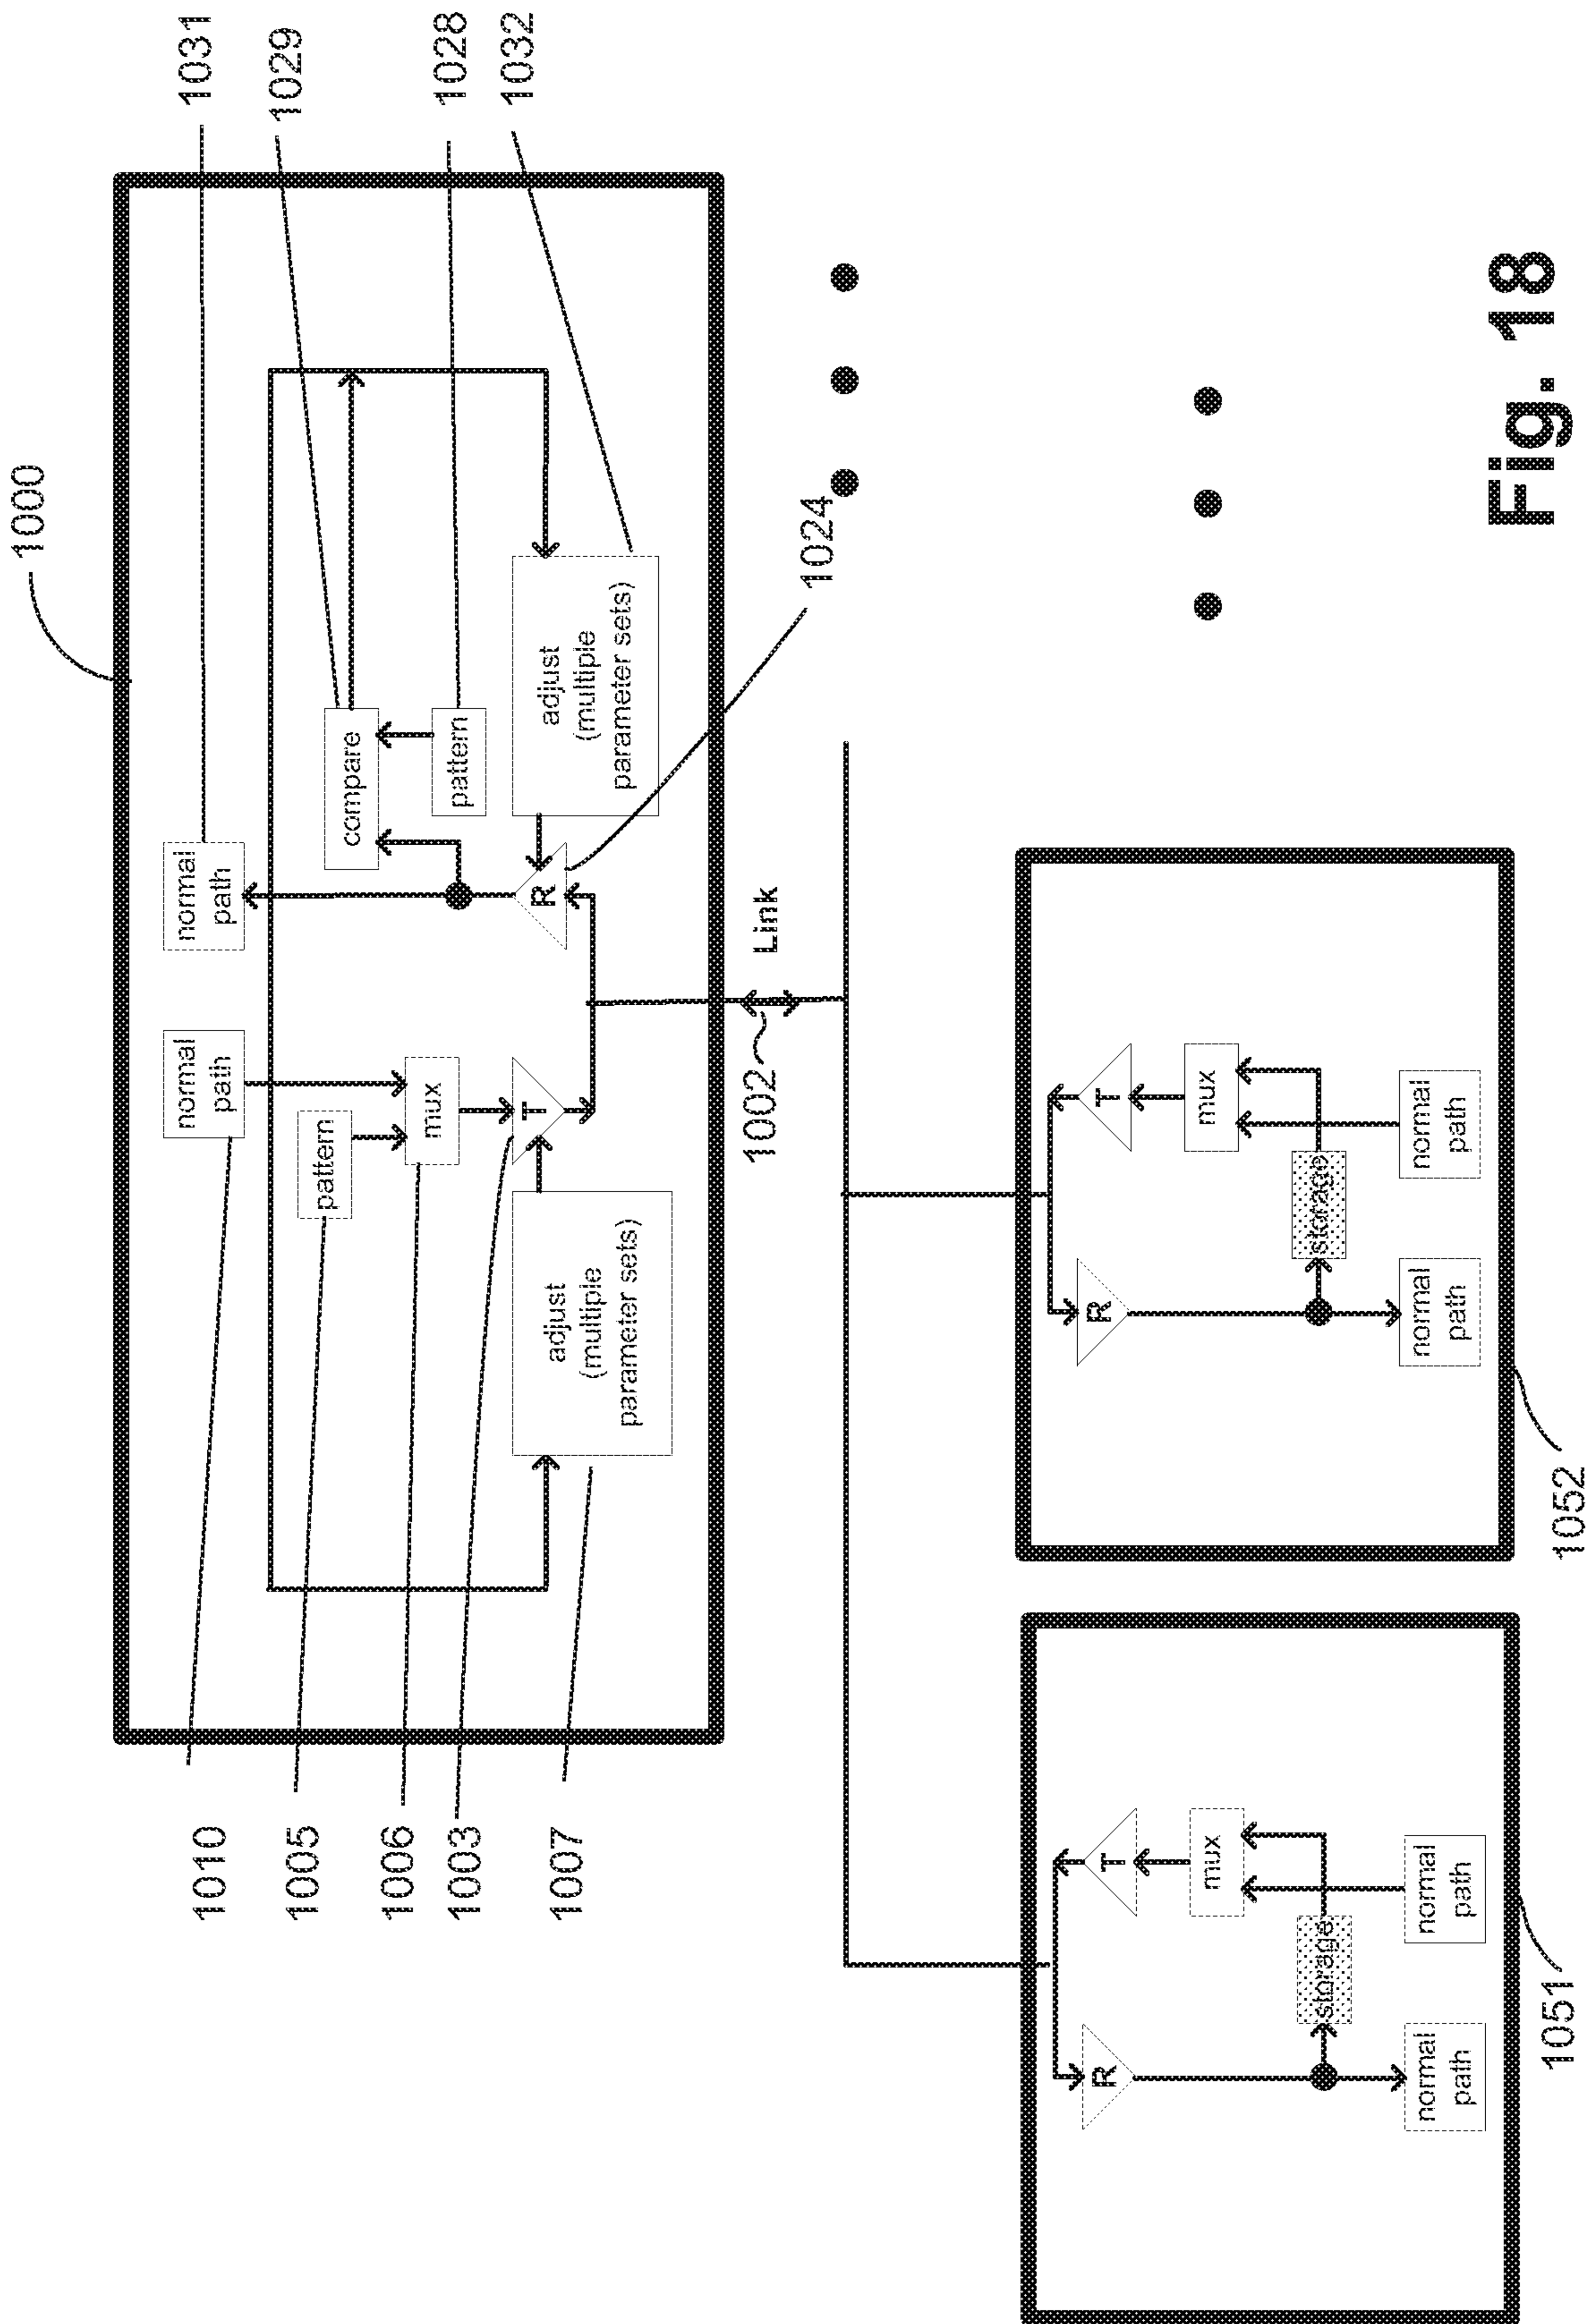 1000
1010
1005
1006
1003
1007
1031
1029
1028
1032
normal
path
normal
path
pattern
mux
T
adjust
(multiple
parameter sets)
compare
pattern
R
adjust
(multiple
parameter sets)
1024
1002
Link
R
T
mux
storage
normal
path
normal
path
1051
R
T
mux
storage
normal
path
normal
path
1052
Fig. 18